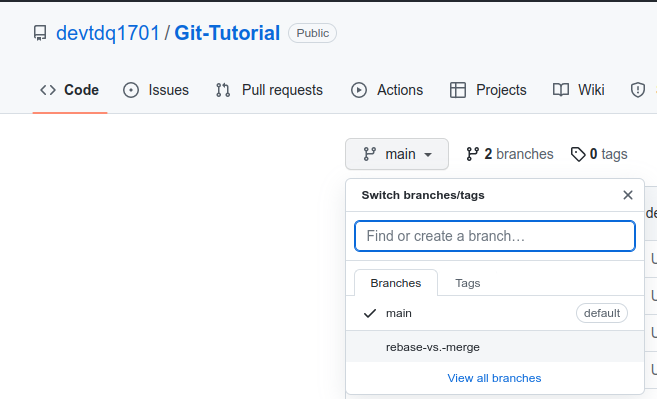 devtdq1701 / Git-Tutorial Public
Code Issues Pull requests Actions Projects Wiki
main 2 branches 0 tags
Switch branches/tags
Find or create a branch…
Branches Tags
main default
rebase-vs.-merge
View all branches